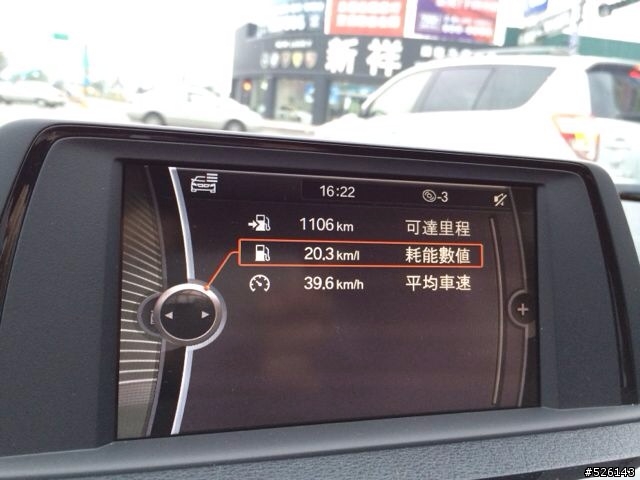 新祥
16:22
-3
1106 km 可達里程
20.3 km/l 耗能數值
39.6 km/h 平均車速
+
#526143